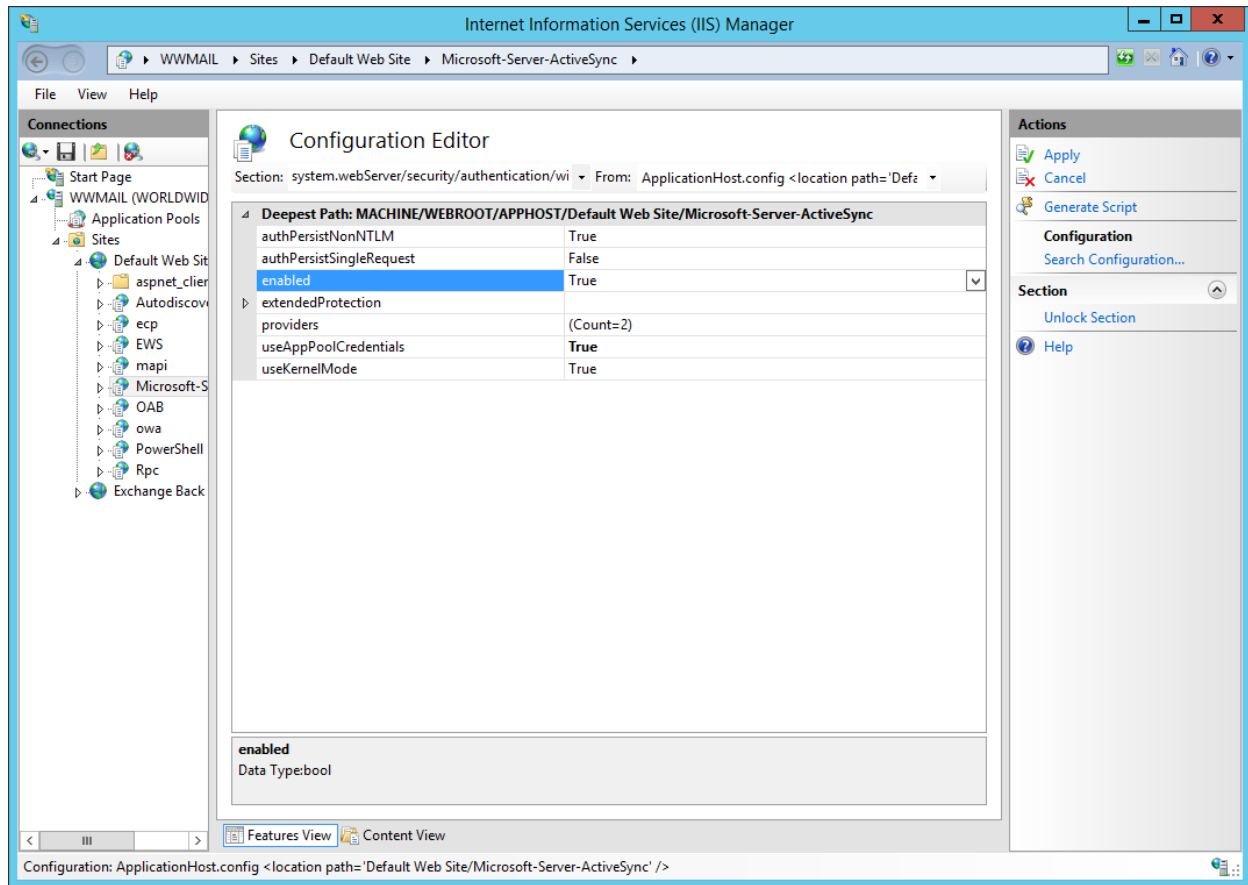 Internet Information Services (IIS) Manager
WWMAIL Sites Default Web Site Microsoft-Server-ActiveSync
File View Help
Connections
Start Page
WWMAIL (WORLDWID
Application Pools
Sites
Default Web Sit
aspnet_clier
Autodiscov
ecp
EWS
mapi
Microsoft-S
OAB
owa
PowerShell
Rpc
Exchange Back
Configuration Editor
Section: system.webServer/security/authentication/wi From: ApplicationHost.config <location path='Defa
Deepest Path: MACHINE/WEBROOT/APPHOST/Default Web Site/Microsoft-Server-ActiveSync
authPersistNonNTLM True
authPersistSingleRequest False
enabled True
extendedProtection
providers (Count=2)
useAppPoolCredentials True
useKernelMode True
enabled
Data Type:bool
Features View Content View
Actions
Apply
Cancel
Generate Script
Configuration
Search Configuration...
Section
Unlock Section
Help
Configuration: ApplicationHost.config <location path='Default Web Site/Microsoft-Server-ActiveSync' />